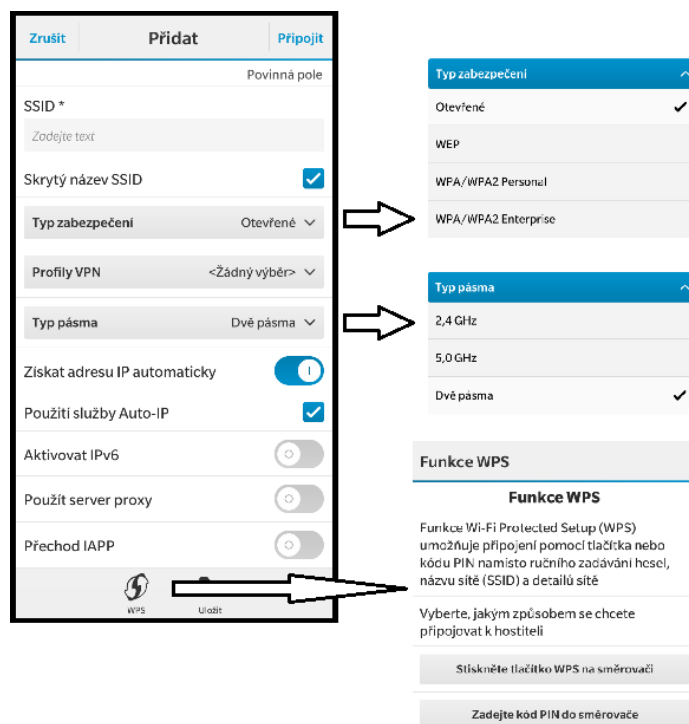 Zrušit Přidat Připojit
Povinná pole
SSID *
Zadejte text
Skrytý název SSID
Typ zabezpečení Otevřené
Profily VPN <Žádný výběr>
Typ pásma Dvě pásma
Získat adresu IP automaticky
Použití služby Auto-IP
Aktivovat IPv6
Použít server proxy
Přechod IAPP
WPS Uložit
Typ zabezpečení
Otevřené
WEP
WPA/WPA2 Personal
WPA/WPA2 Enterprise
Typ pásma
2,4 GHz
5,0 GHz
Dvě pásma
Funkce WPS
Funkce WPS
Funkce Wi-Fi Protected Setup (WPS)
umožňuje připojení pomocí tlačítka nebo
kódu PIN namísto ručního zadávání hesel,
názvu sítě (SSID) a detailů sítě
Vyberte, jakým způsobem se chcete
připojovat k hostiteli
Stiskněte tlačítko WPS na směrovači
Zadejte kód PIN do směrovače